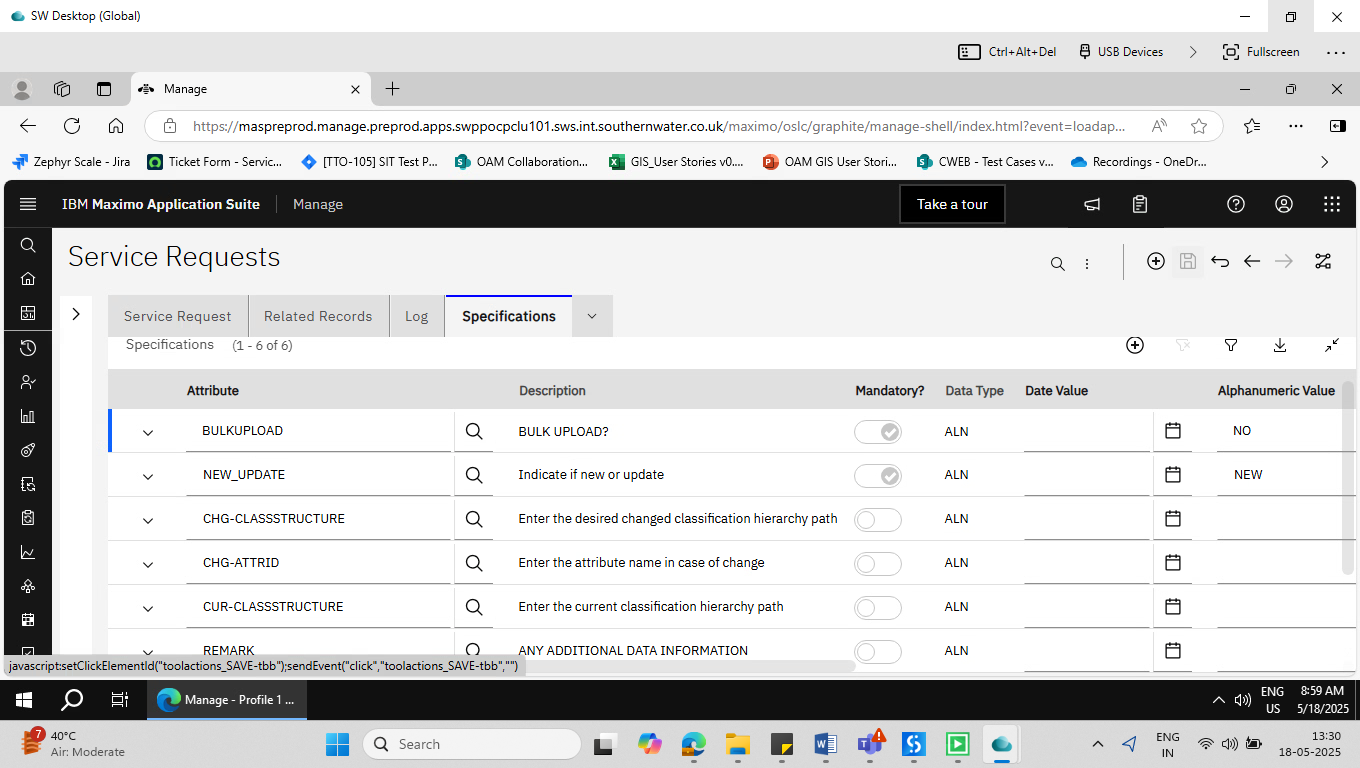 SW Desktop (Global)
Ctrl+Alt+Del USB Devices Fullscreen
Manage
https://maspreprod.manage.preprod.apps.swppocpclu101.sws.int.southernwater.co.uk/maximo/oslc/graphite/manage-shell/index.html?event=loadap...
Zephyr Scale - Jira Ticket Form - Servic... [TTO-105] SIT Test P... OAM Collaboration... GIS_User Stories v0.... OAM GIS User Stori... CWEB - Test Cases v... Recordings - OneDr...
IBM Maximo Application Suite Manage Take a tour
Service Requests
Service Request Related Records Log Specifications
Specifications (1 - 6 of 6)
Attribute Description Mandatory? Data Type Date Value Alphanumeric Value
BULKUPLOAD BULK UPLOAD? ALN NO
NEW_UPDATE Indicate if new or update ALN NEW
CHG-CLASSSTRUCTURE Enter the desired changed classification hierarchy path ALN
CHG-ATTRID Enter the attribute name in case of change ALN
CUR-CLASSSTRUCTURE Enter the current classification hierarchy path ALN
REMARK ANY ADDITIONAL DATA INFORMATION ALN
javascript:setClickElementId("toolactions_SAVE-tbb");sendEvent("click","toolactions_SAVE-tbb","")
Manage - Profile 1 ... ENG US 8:59 AM 5/18/2025
7 40°C Air: Moderate
Search
ENG IN 13:30 18-05-2025